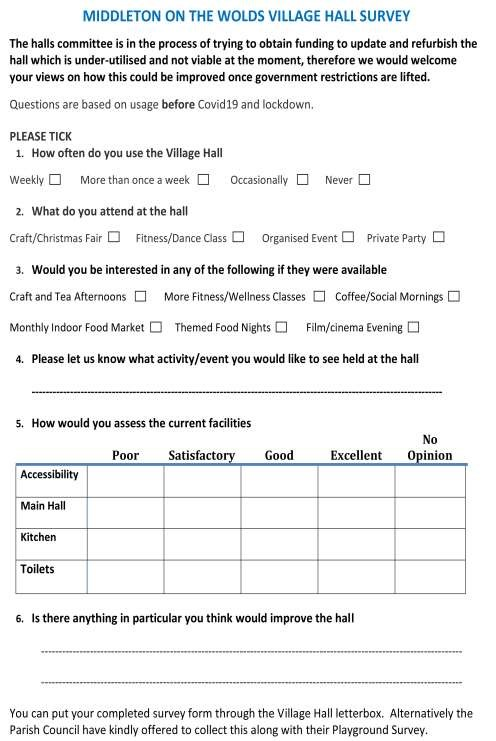 MIDDLETON ON THE WOLDS VILLAGE HALL SURVEY
The halls committee is in the process of trying to obtain funding to update and refurbish the
hall which is under-utilised and not viable at the moment, therefore we would welcome
your views on how this could be improved once government restrictions are lifted.
Questions are based on usage before Covid19 and lockdown.
PLEASE TICK
1. How often do you use the Village Hall
Weekly ☐ More than once a week ☐ Occasionally ☐ Never ☐
2. What do you attend at the hall
Craft/Christmas Fair ☐ Fitness/Dance Class ☐ Organised Event ☐ Private Party ☐
3. Would you be interested in any of the following if they were available
Craft and Tea Afternoons ☐ More Fitness/Wellness Classes ☐ Coffee/Social Mornings ☐
Monthly Indoor Food Market ☐ Themed Food Nights ☐ Film/cinema Evening ☐
4. Please let us know what activity/event you would like to see held at the hall
5. How would you assess the current facilities
No
Poor Satisfactory Good Excellent Opinion
Accessibility
Main Hall
Kitchen
Toilets
6. Is there anything in particular you think would improve the hall
You can put your completed survey form through the Village Hall letterbox. Alternatively the
Parish Council have kindly offered to collect this along with their Playground Survey.